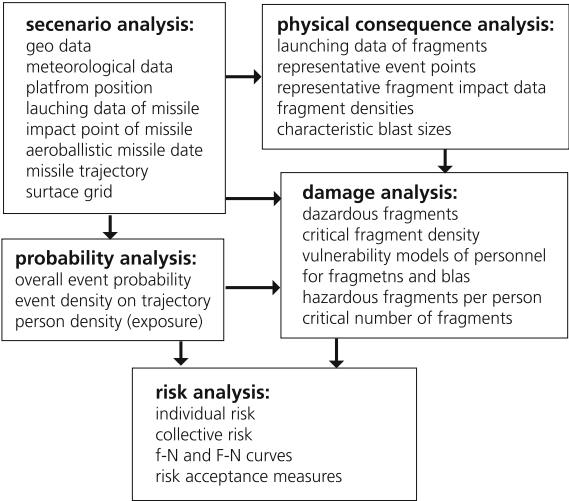 secenario analysis:
geo data
meteorological data
platfrom position
lauching data of missile
impact point of missile
aeroballistic missile date
missile trajectory
surtace grid
physical consequence analysis:
launching data of fragments
representative event points
representative fragment impact data
fragment densities
characteristic blast sizes
damage analysis:
dazardous fragments
critical fragment density
vulnerability models of personnel
for fragmetns and blas
hazardous fragments per person
critical number of fragments
probability analysis:
overall event probability
event density on trajectory
person density (exposure)
risk analysis:
individual risk
collective risk
f-N and F-N curves
risk acceptance measures